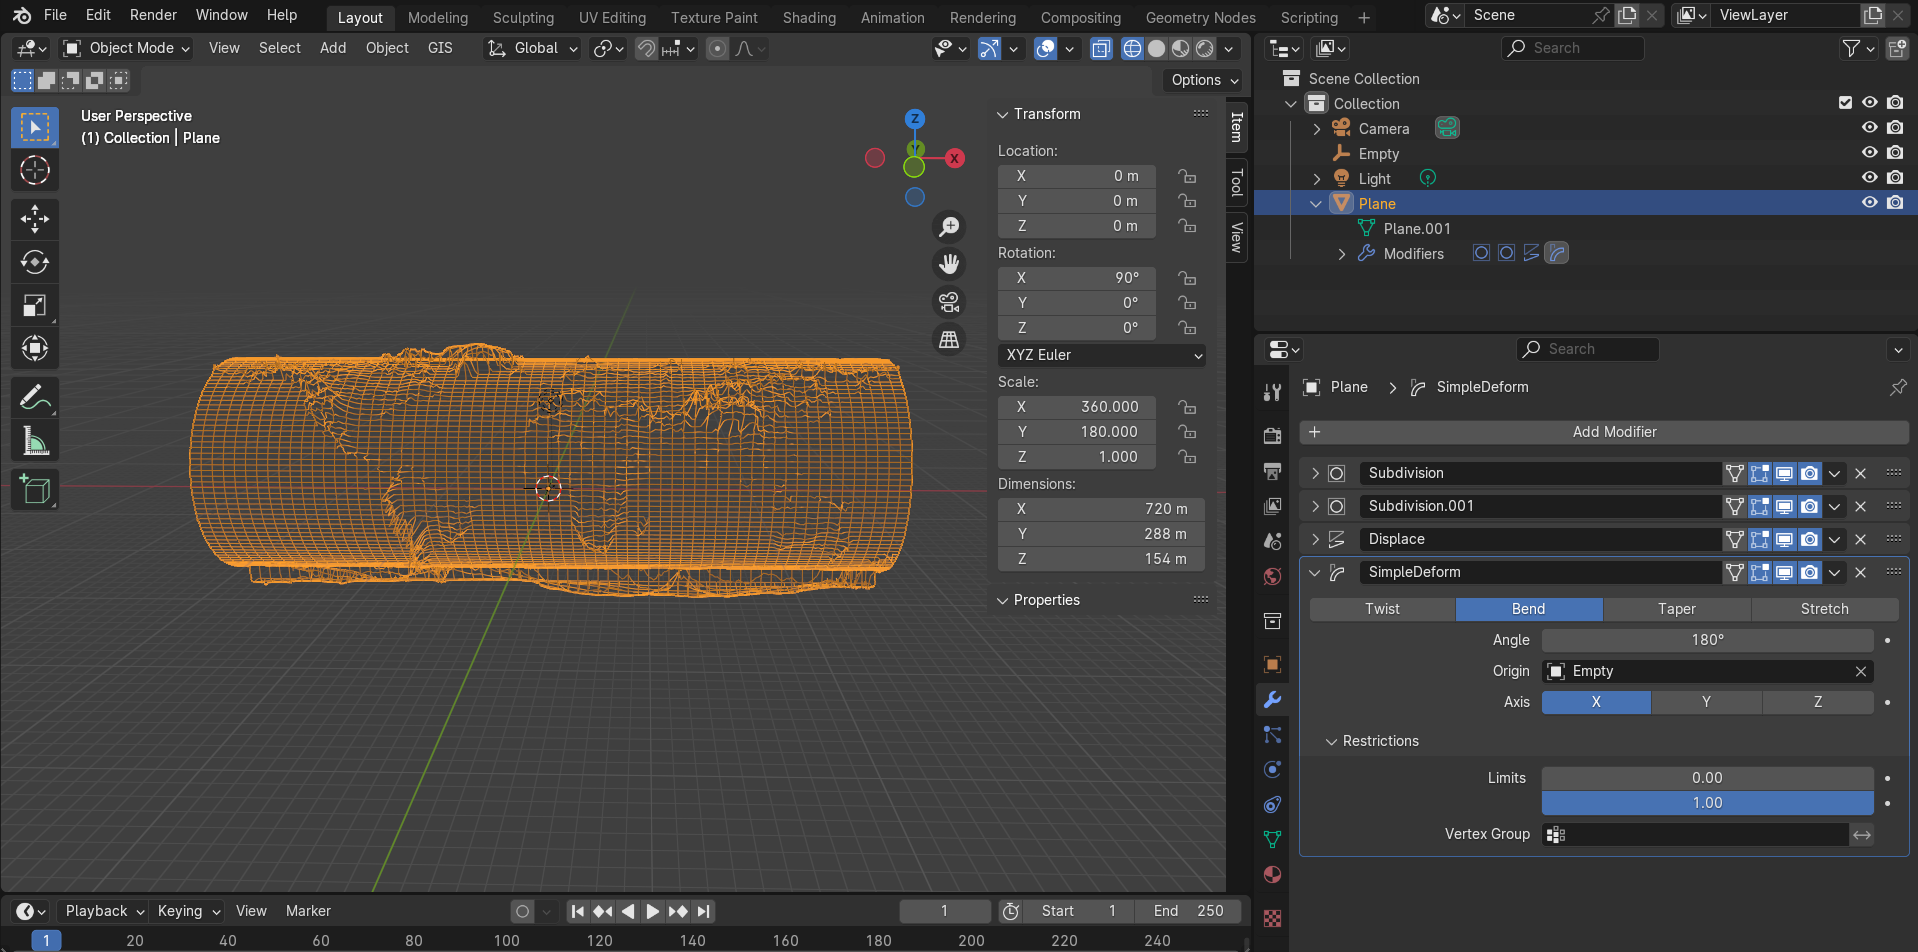 File Edit Render Window Help Layout Modeling Sculpting UV Editing Texture Paint Shading Animation Rendering Compositing Geometry Nodes Scripting + Scene ViewLayer
Object Mode View Select Add Object GIS Global Search
Options
User Perspective
(1) Collection | Plane
Z
Y
X
Transform
Location:
X 0 m
Y 0 m
Z 0 m
Rotation:
X 90°
Y 0°
Z 0°
XYZ Euler
Scale:
X 360.000
Y 180.000
Z 1.000
Dimensions:
X 720 m
Y 288 m
Z 154 m
Properties
Item
Tool
View
Scene Collection
Collection
Camera
Empty
Light
Plane
Plane.001
Modifiers
Search
Plane > SimpleDeform
+ Add Modifier
Subdivision
Subdivision.001
Displace
SimpleDeform
Twist Bend Taper Stretch
Angle 180°
Origin Empty
Axis X Y Z
Restrictions
Limits 0.00
1.00
Vertex Group
Playback Keying View Marker 1 Start 1 End 250
1 20 40 60 80 100 120 140 160 180 200 220 240